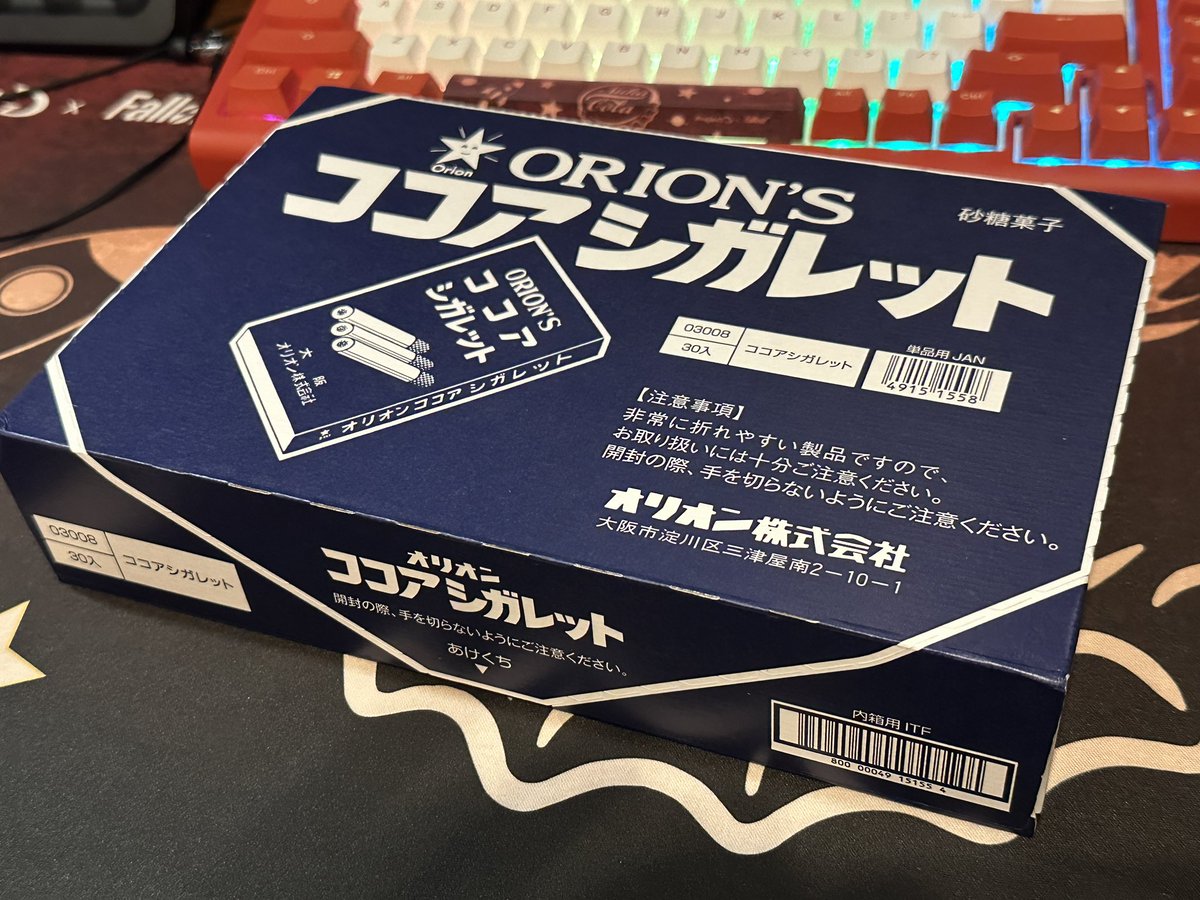 × Fall
Nuka
Cola
Orion
ORION'S
ココアシガレット
砂糖菓子
ORION'S
ココア
シガレット
大阪
オリオン株式会社
オリオンココアシガレット
03008
30入
ココアシガレット
単品用 JAN
4915 1558
【注意事項】
非常に折れやすい製品ですので、
お取り扱いには十分ご注意ください。
開封の際、手を切らないようにご注意ください。
オリオン株式会社
大阪市淀川区三津屋南2−10−1
03008
30入
ココアシガレット
オリオン
ココアシガレット
開封の際、手を切らないようにご注意ください。
あけくち
内箱用 ITF
800 00049 15155 4